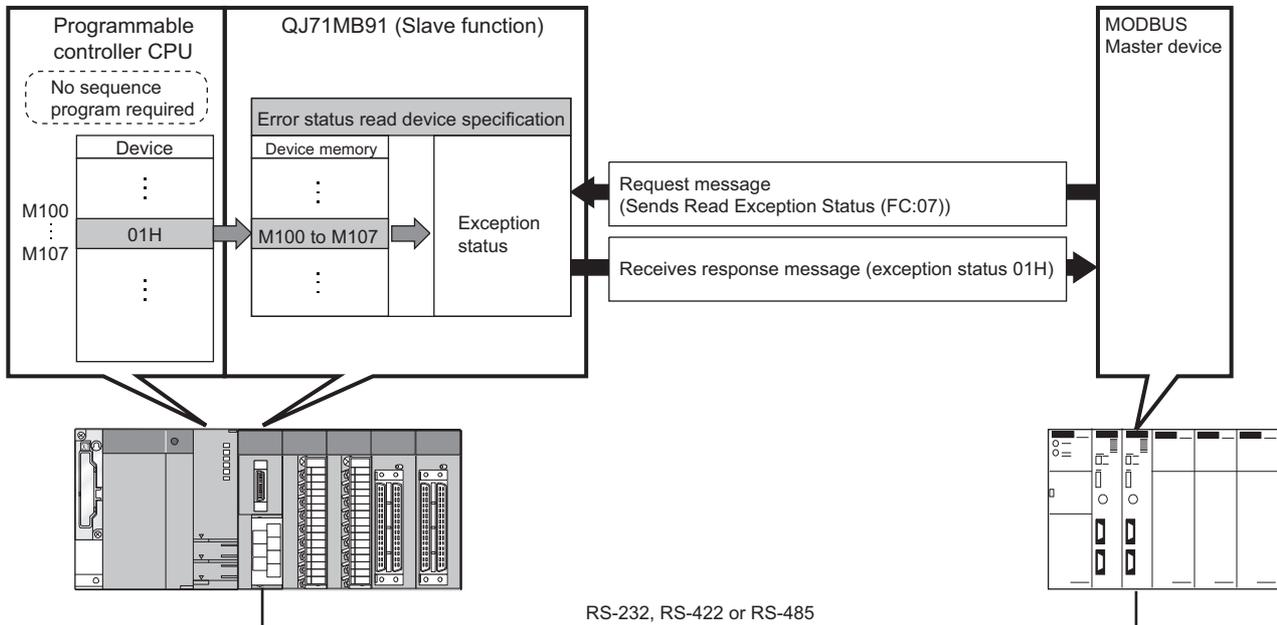 Programmable
controller CPU
No sequence
program required
Device
M100
M107
01H
QJ71MB91 (Slave function)
Error status read device specification
Device memory
M100 to M107
Exception
status
Request message
(Sends Read Exception Status (FC:07))
Receives response message (exception status 01H)
MODBUS
Master device
RS-232, RS-422 or RS-485